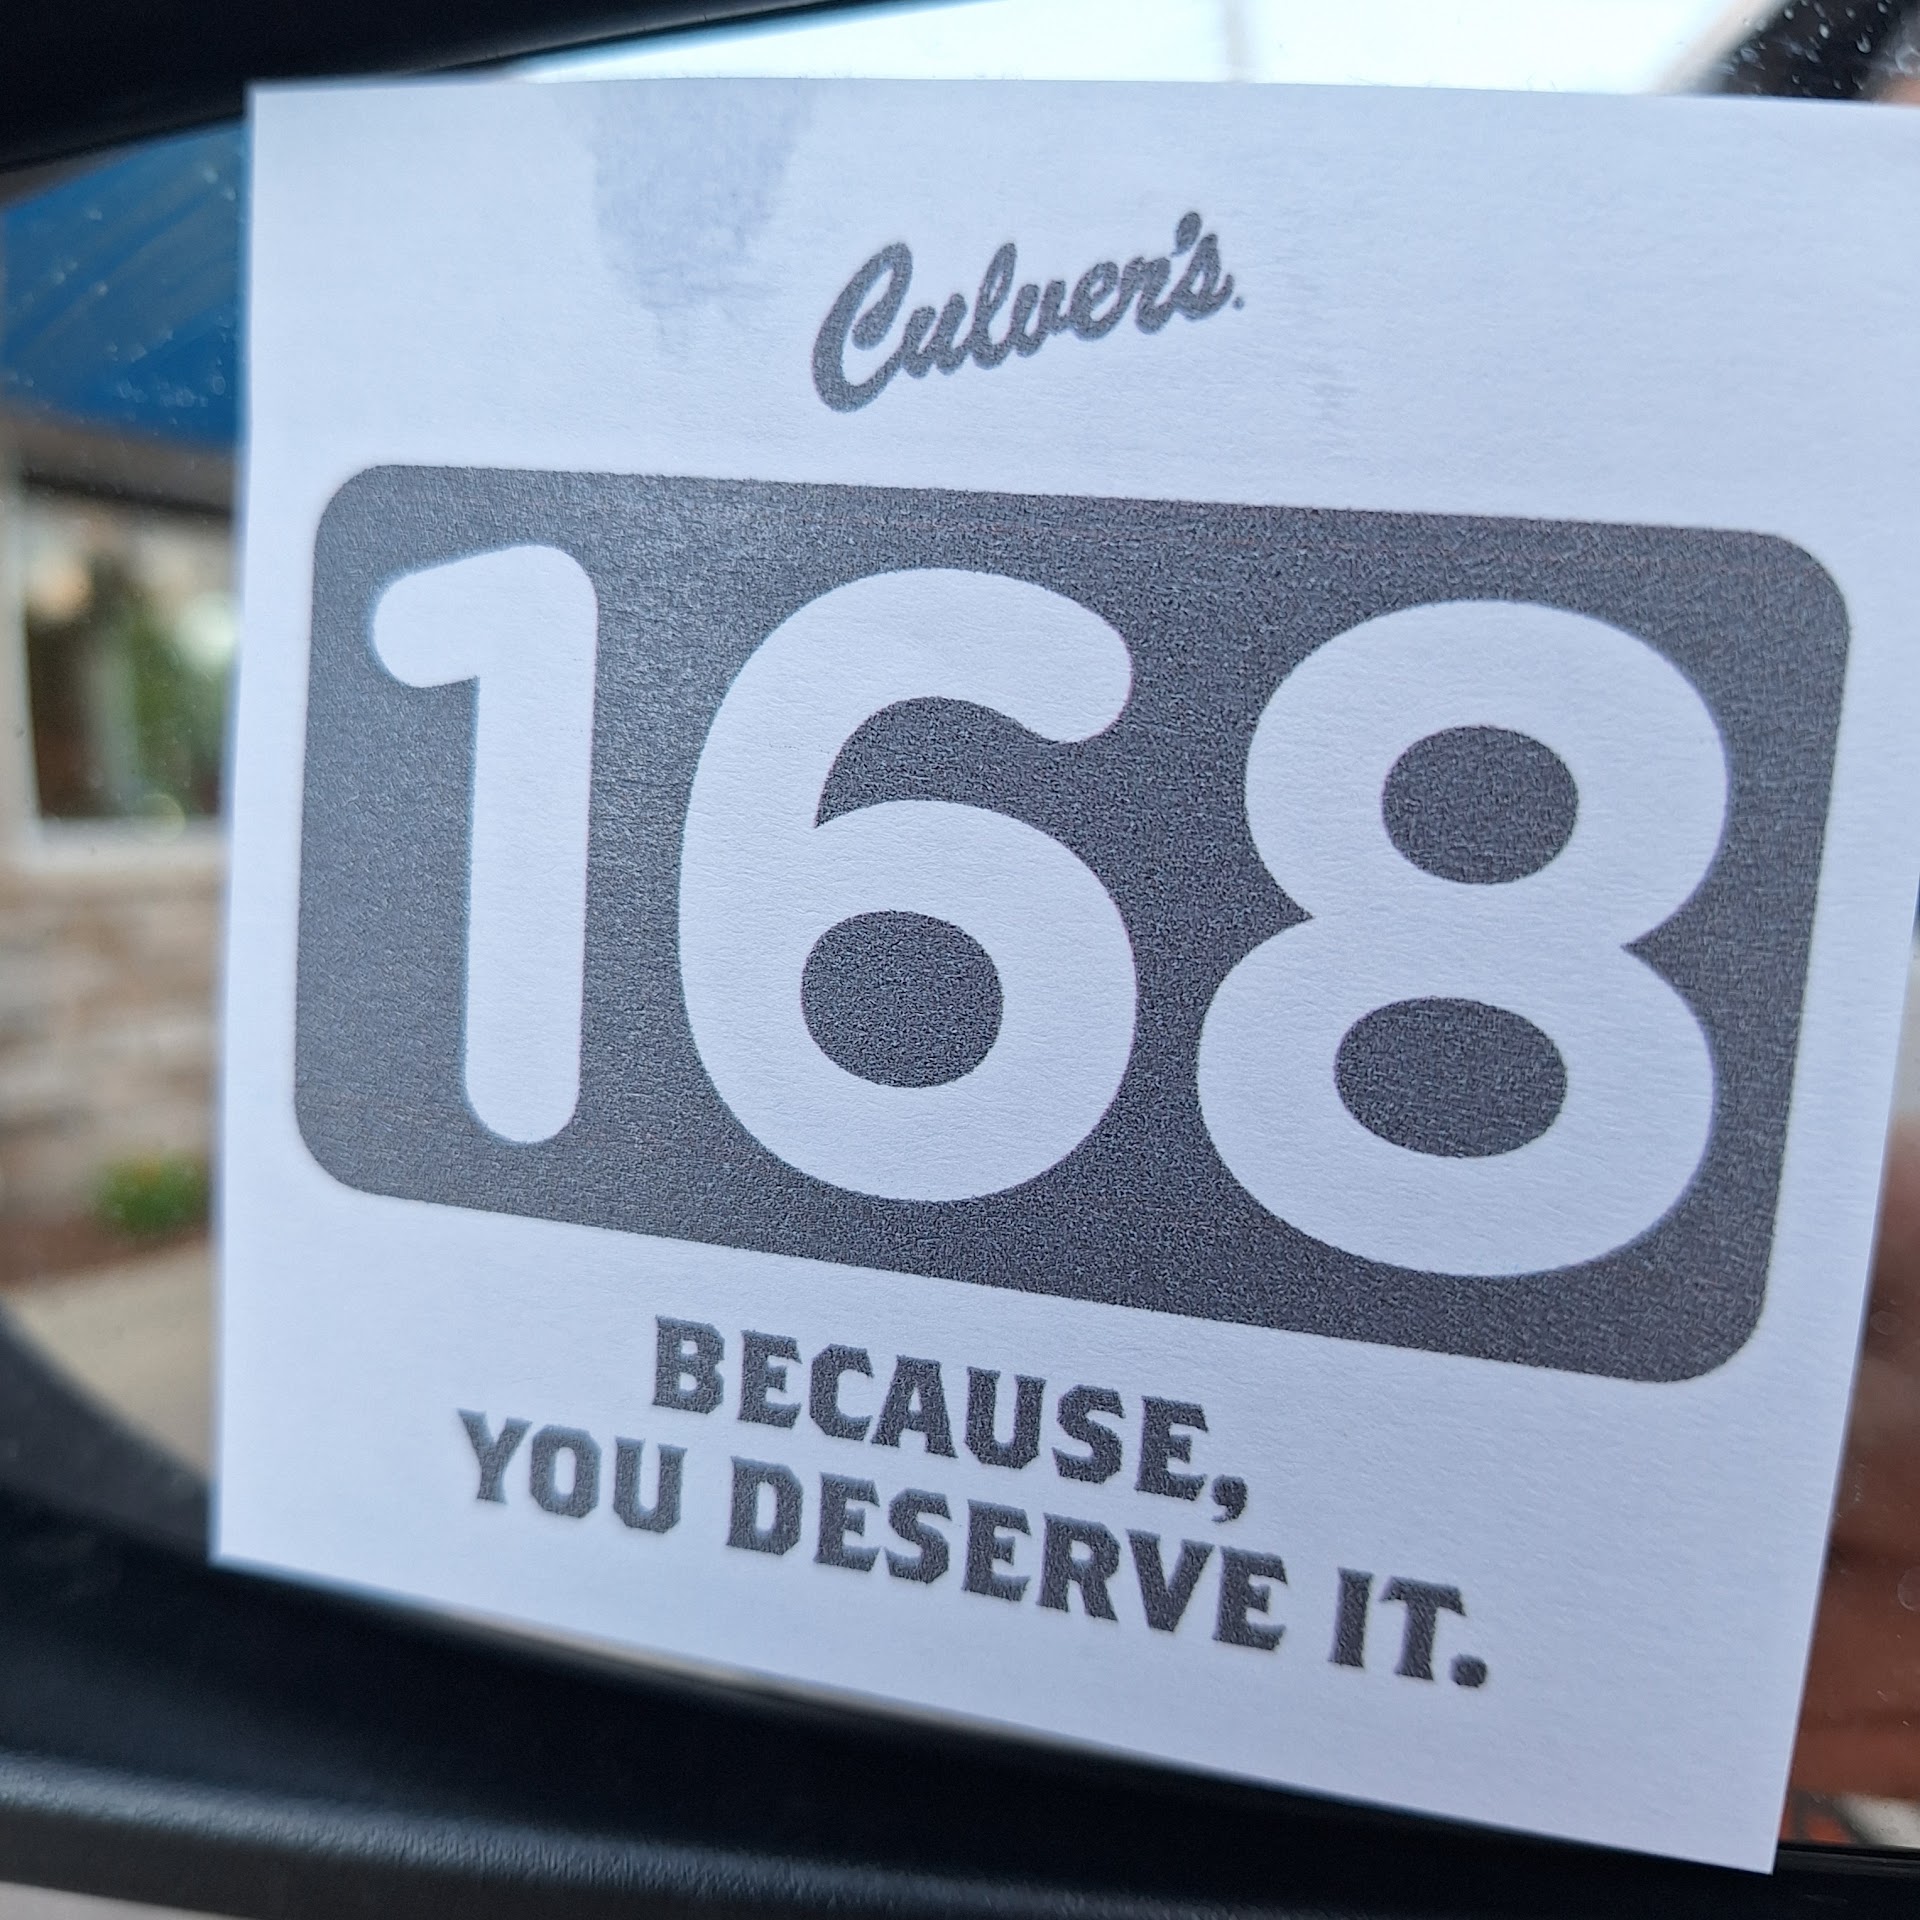 Culver's.
168
BECAUSE,
YOU DESERVE IT.